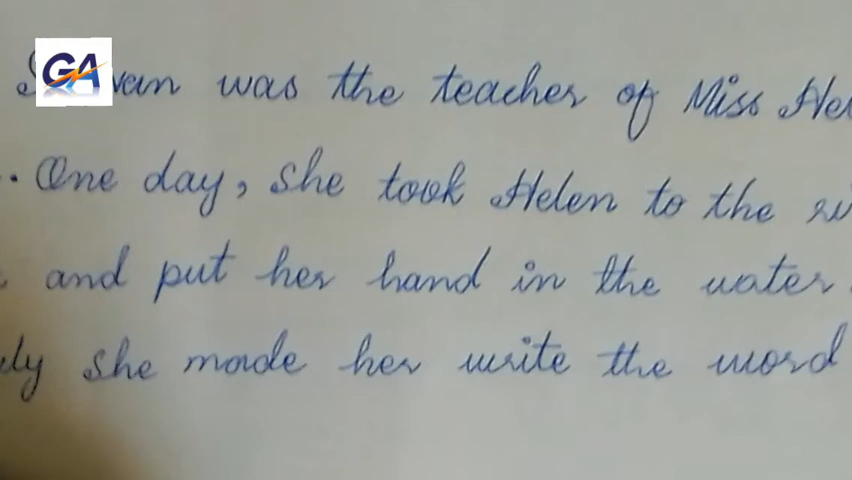 GA
was the teacher of Miss
. One day, she took Helen to the
and put her hand in the water.
she made her write the word